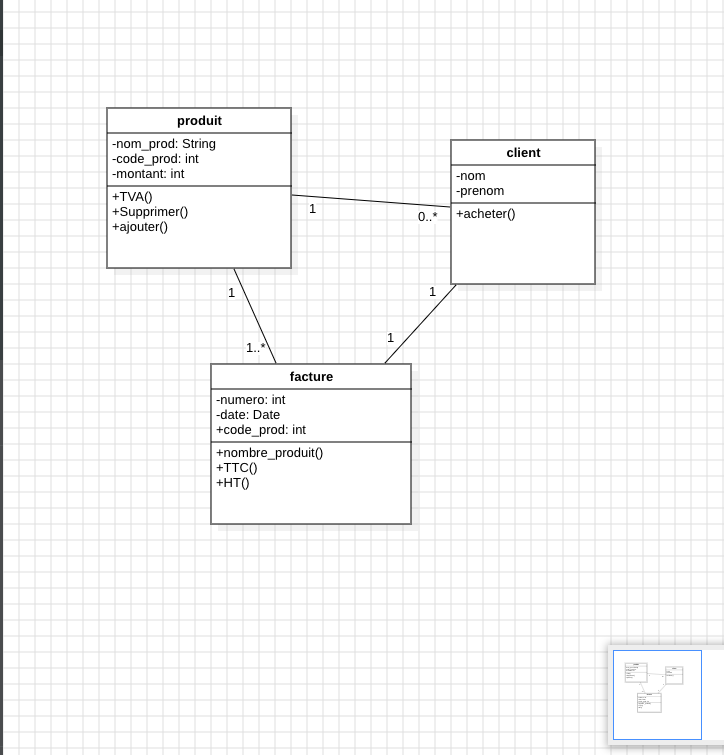 produit
-nom_prod: String
-code_prod: int
-montant: int
+TVA()
+Supprimer()
+ajouter()
client
-nom
-prenom
+acheter()
1
0..*
1
1..*
1
1
facture
-numero: int
-date: Date
+code_prod: int
+nombre_produit()
+TTC()
+HT()